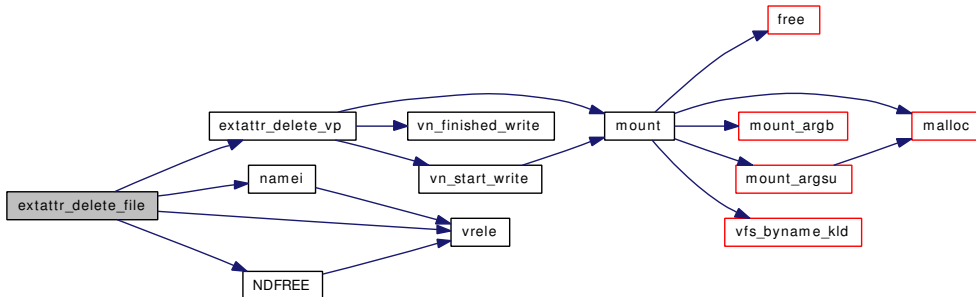 free
extattr_delete_vp
vn_finished_write
mount
mount_argb
malloc
namei
vn_start_write
mount_argsu
extattr_delete_file
vrele
vfs_byname_kld
NDFREE